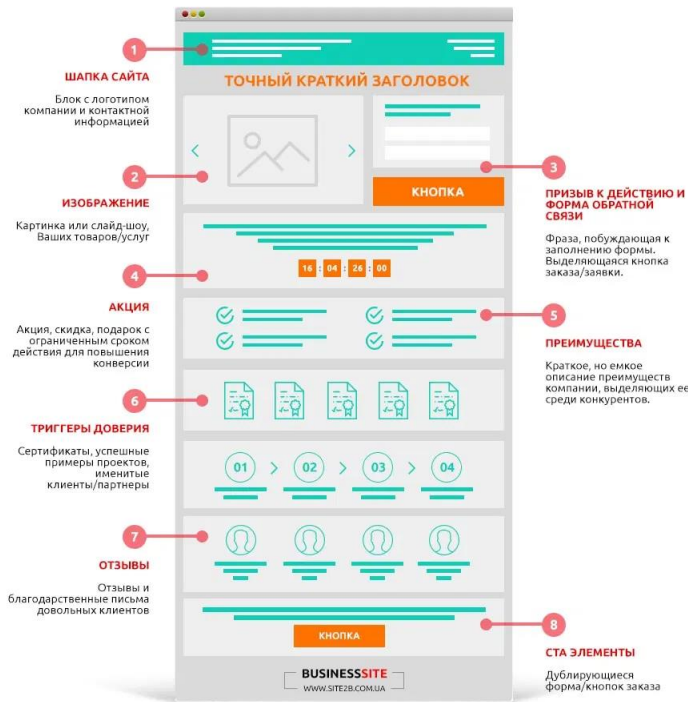 1
ШАПКА САЙТА
Блок с логотипом
компании и контактной
информацией
ТОЧНЫЙ КРАТКИЙ ЗАГОЛОВОК
2
ИЗОБРАЖЕНИЕ
Картинка или слайд-шоу,
Ваших товаров/услуг
КНОПКА
3
ПРИЗЫВ К ДЕЙСТВИЮ И
ФОРМА ОБРАТНОЙ
СВЯЗИ
Фраза, побуждающая к
заполнению формы.
Выделяющаяся кнопка
заказа/заявки.
4
16 : 04 : 26 : 00
АКЦИЯ
Акция, скидка, подарок с
ограниченным сроком
действия для повышения
конверсии
5
ПРЕИМУЩЕСТВА
Краткое, но емкое
описание преимуществ
компании, выделяющих ее
среди конкурентов.
6
ТРИГГЕРЫ ДОВЕРИЯ
Сертификаты, успешные
примеры проектов,
именитые
клиенты/партнеры
01 02 03 04
7
ОТЗЫВЫ
Отзывы и
благодарственные письма
довольных клиентов
КНОПКА
8
СТА ЭЛЕМЕНТЫ
Дублирующиеся
форма/кнопок заказа
BUSINESSSITE
WWW.SITE2B.COM.UA